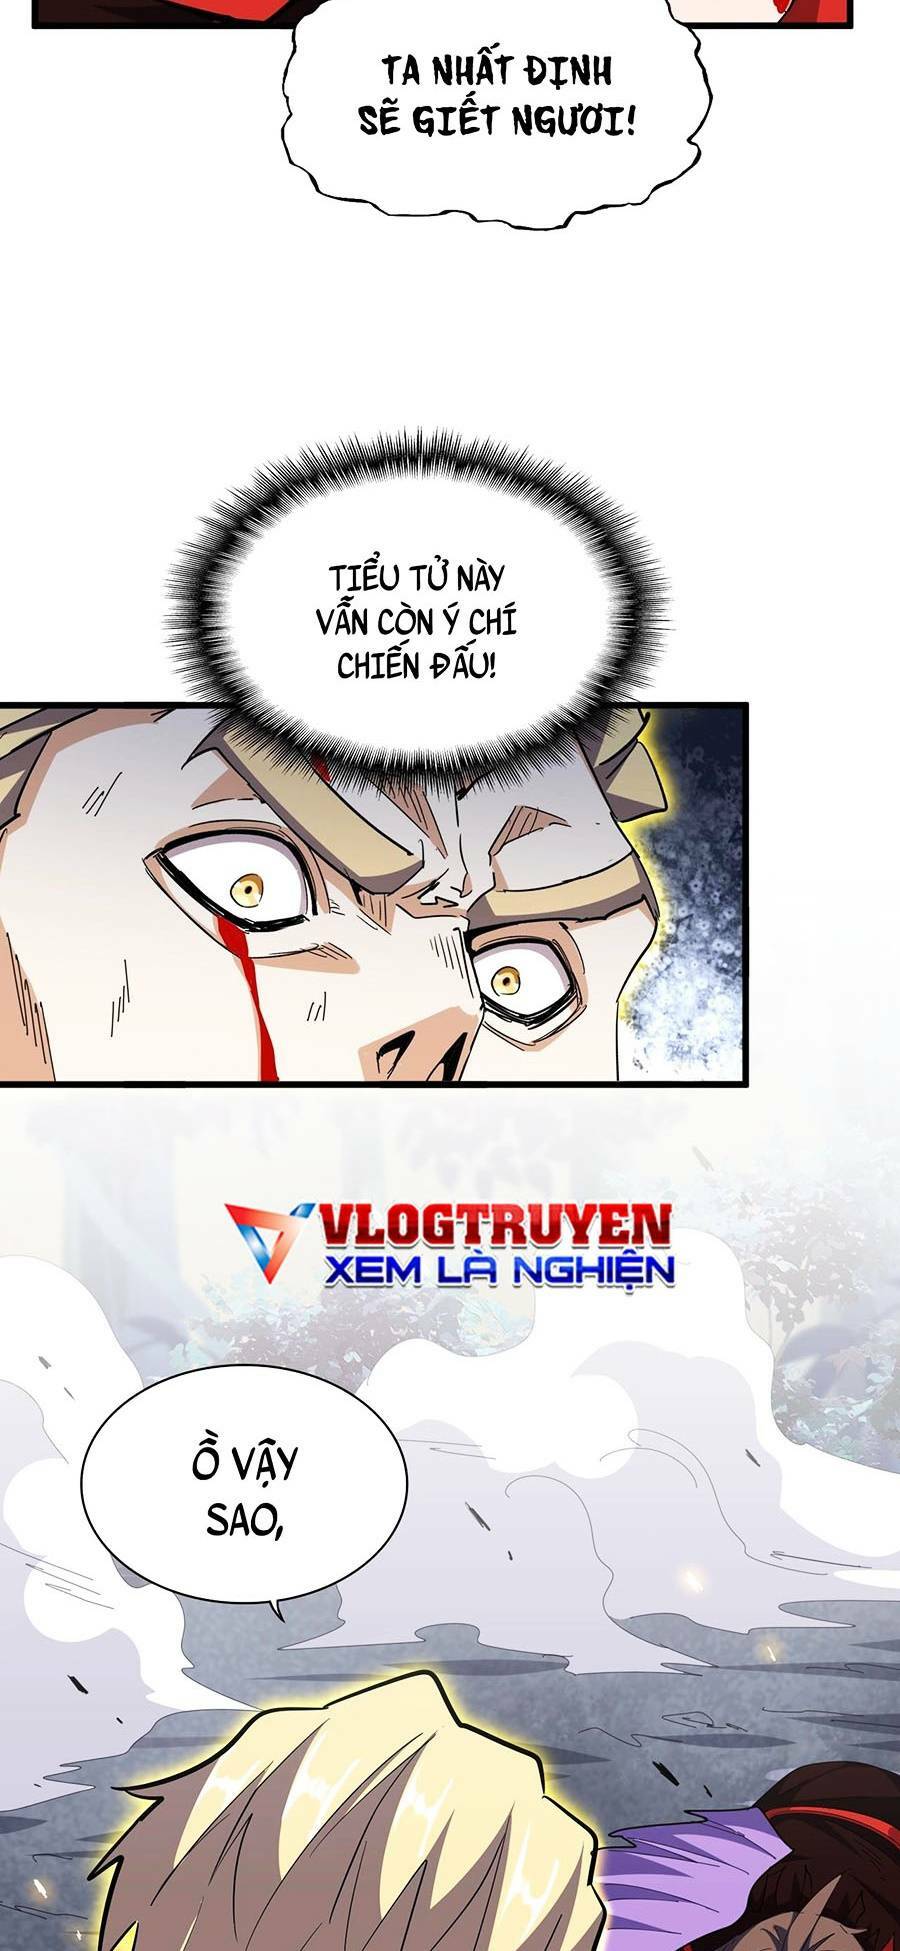 TA NHẤT ĐỊNH
SẼ GIẾT NGƯƠI!
TIỂU TỬ NÀY
VẪN CÒN Ý CHÍ
CHIẾN ĐẤU!
VLOGTRUYEN
XEM LÀ NGHIỆN
Ồ VẬY
SAO,